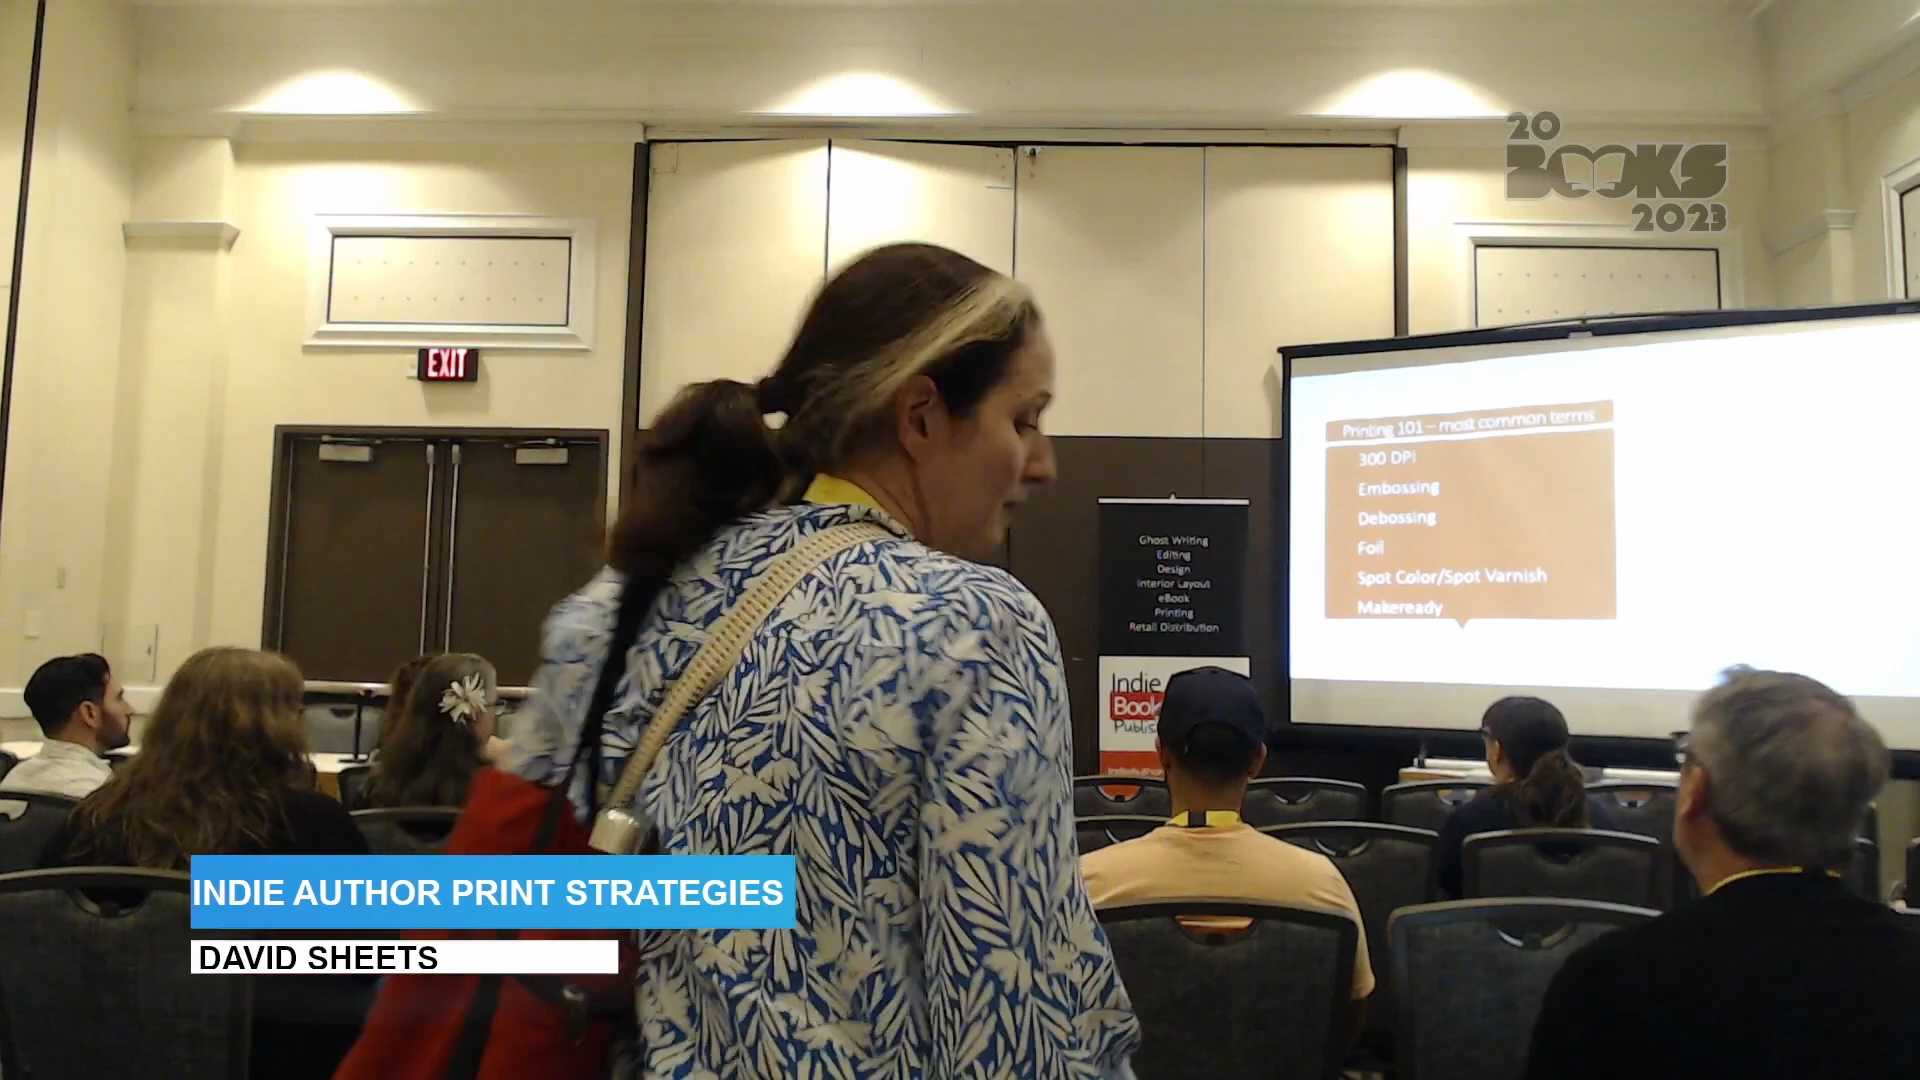 20
BOOKS
2023
EXIT
Printing 101 – most common terms
300 DPI
Embossing
Debossing
Foil
Spot Color/Spot Varnish
Makeready
Ghost Writing
Editing
Design
Interior Layout
eBook
Printing
Retail Distribution
Indie
Book
INDIE AUTHOR PRINT STRATEGIES
DAVID SHEETS